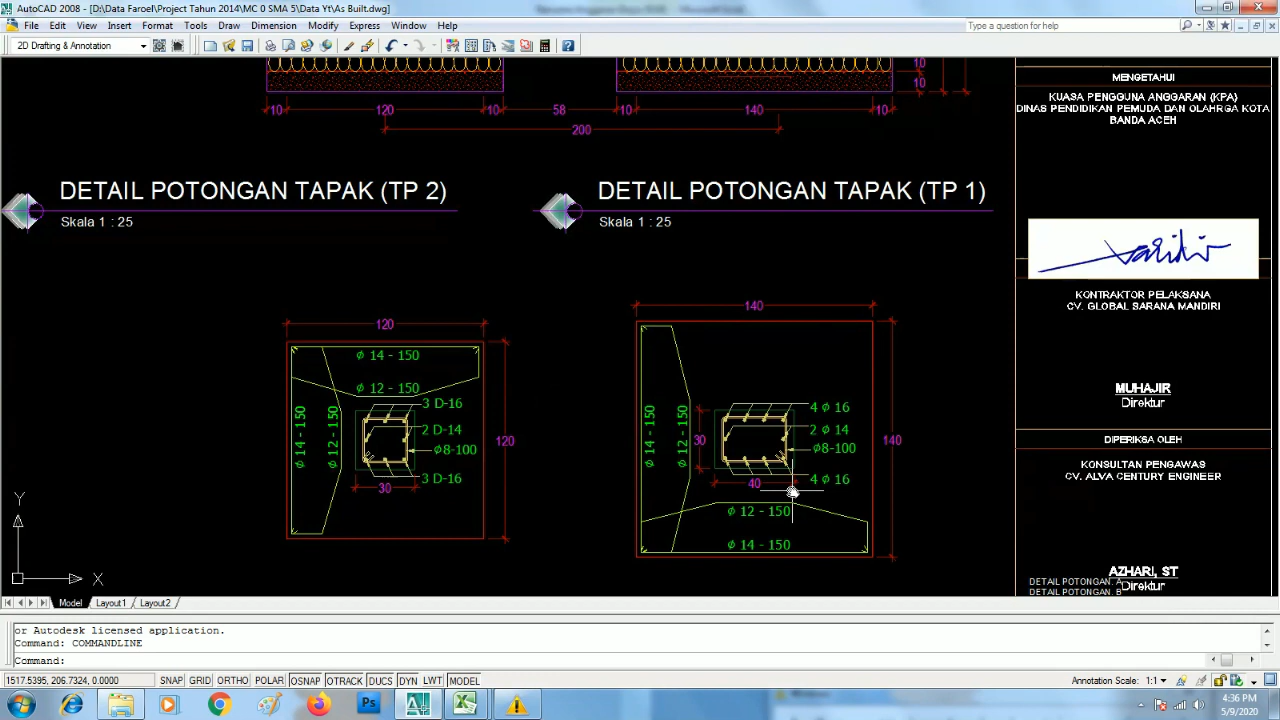 AutoCAD 2008 - [D:\Data Faroel\Project Tahun 2014\MC 0 SMA 5\Data Yt\As Built.dwg]
File Edit View Insert Format Tools Draw Dimension Modify Express Window Help
Type a question for help
2D Drafting & Annotation
10 120 10 58 10 140 10
10
10
200
MENGETAHUI
KUASA PENGGUNA ANGGARAN (KPA)
DINAS PENDIDIKAN PEMUDA DAN OLAHRGA KOTA
BANDA ACEH
DETAIL POTONGAN TAPAK (TP 2)
Skala 1 : 25
DETAIL POTONGAN TAPAK (TP 1)
Skala 1 : 25
KONTRAKTOR PELAKSANA
CV. GLOBAL SARANA MANDIRI
MUHAJIR
Direktur
DIPERIKSA OLEH
KONSULTAN PENGAWAS
CV. ALVA CENTURY ENGINEER
AZHARI, ST
Direktur
DETAIL POTONGAN. A
DETAIL POTONGAN. B
120
ϕ 14 - 150
ϕ 12 - 150
3 D-16
2 D-14
ϕ8-100
3 D-16
ϕ 14 - 150
ϕ 12 - 150
30
120
140
4 ϕ 16
2 ϕ 14
ϕ8-100
4 ϕ 16
ϕ 14 - 150
ϕ 12 - 150
30
40
140
ϕ 12 - 150
ϕ 14 - 150
Y
X
Model Layout1 Layout2
or Autodesk licensed application.
Command: COMMANDLINE
Command:
1517.5395, 206.7324, 0.0000 SNAP GRID ORTHO POLAR OSNAP OTRACK DUCS DYN LWT MODEL Annotation Scale: 1:1
4:36 PM
5/9/2020